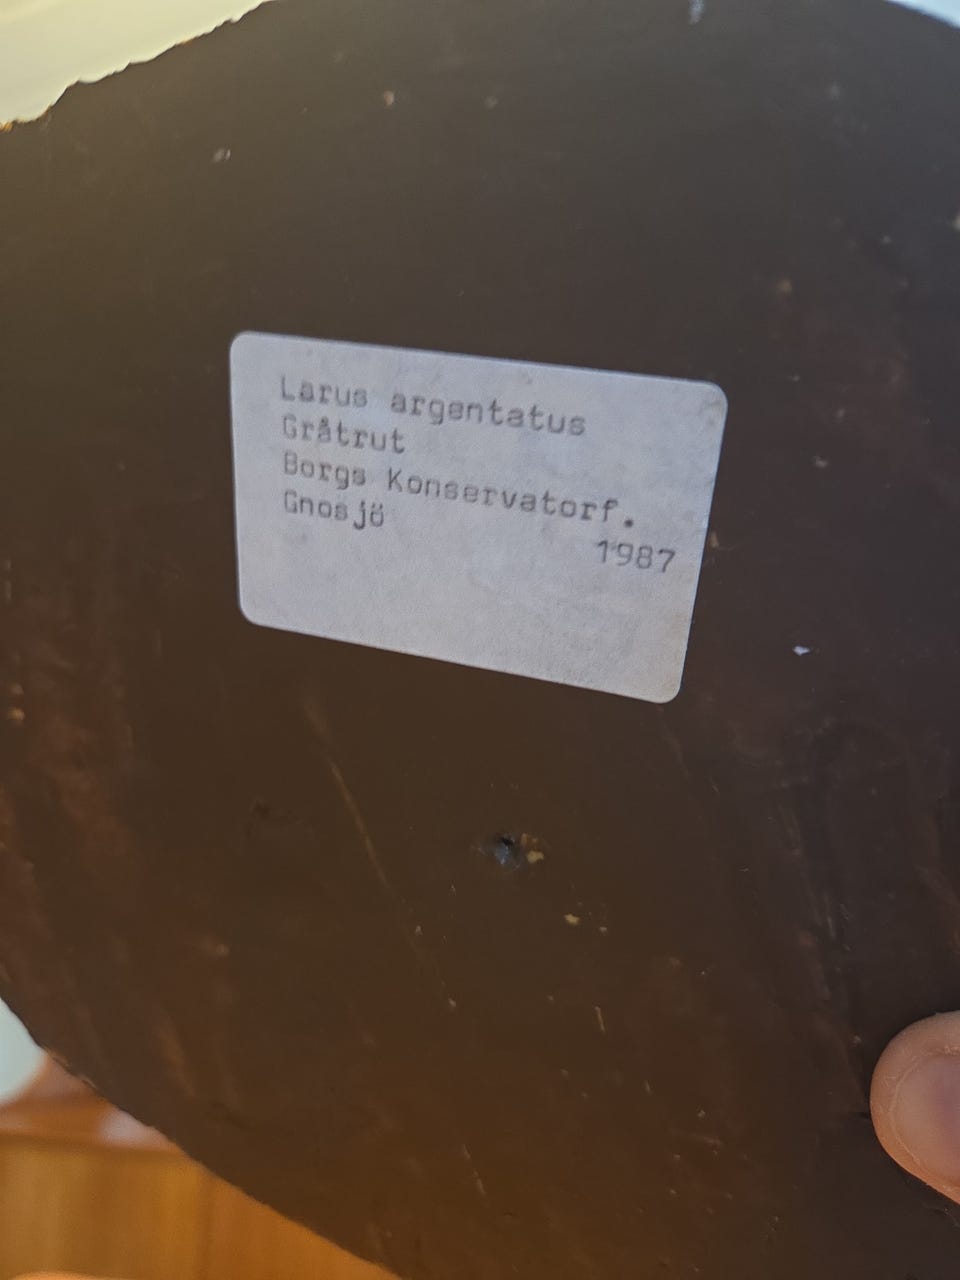 Larus argentatus
Gråtrut
Borgs Konservatorf.
Gnosjö
1987